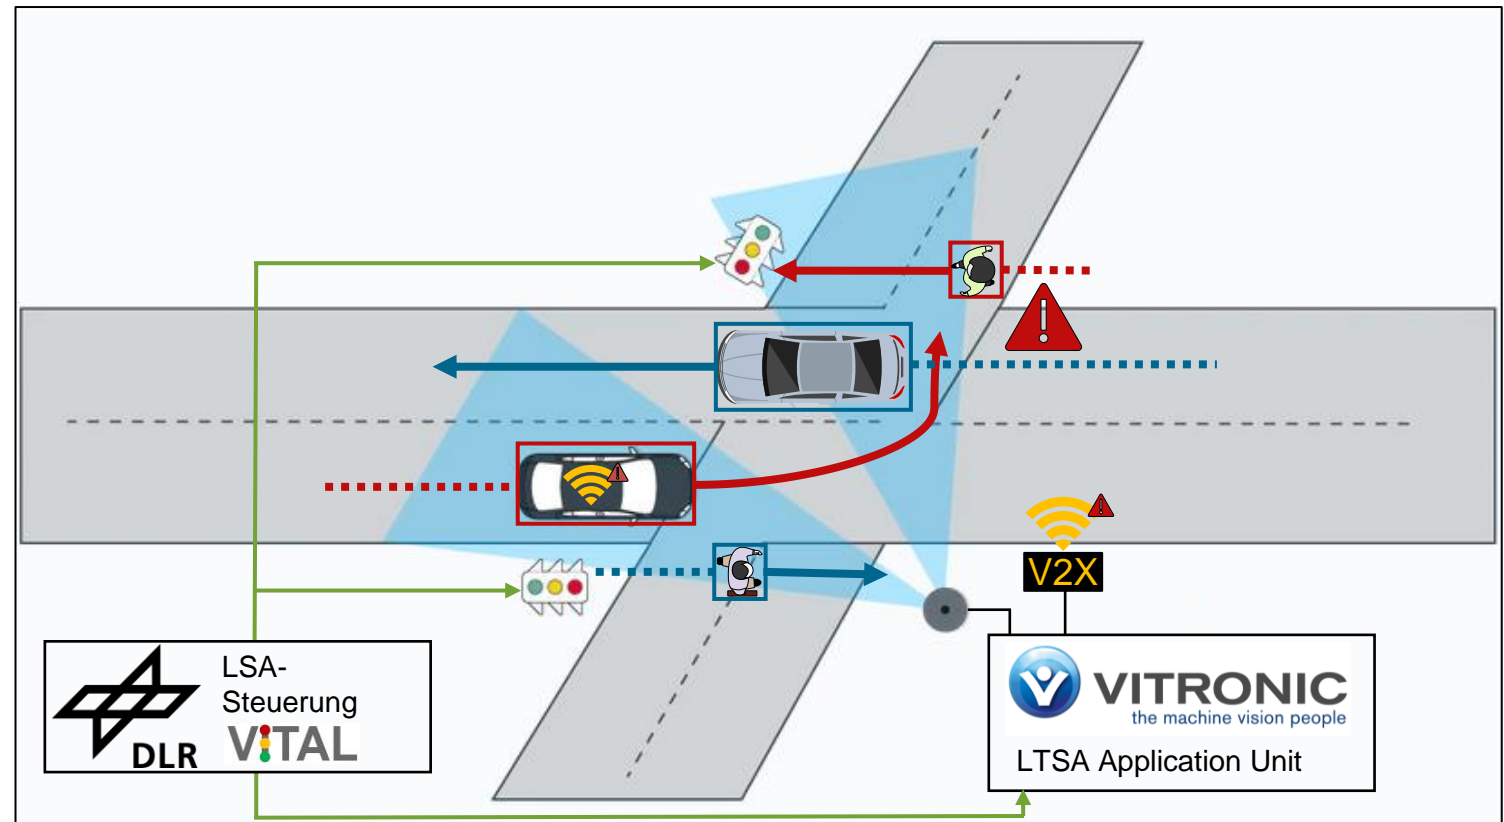 V2X
LSA-
Steuerung
VITAL
DLR
VITRONIC
the machine vision people
LTSA Application Unit